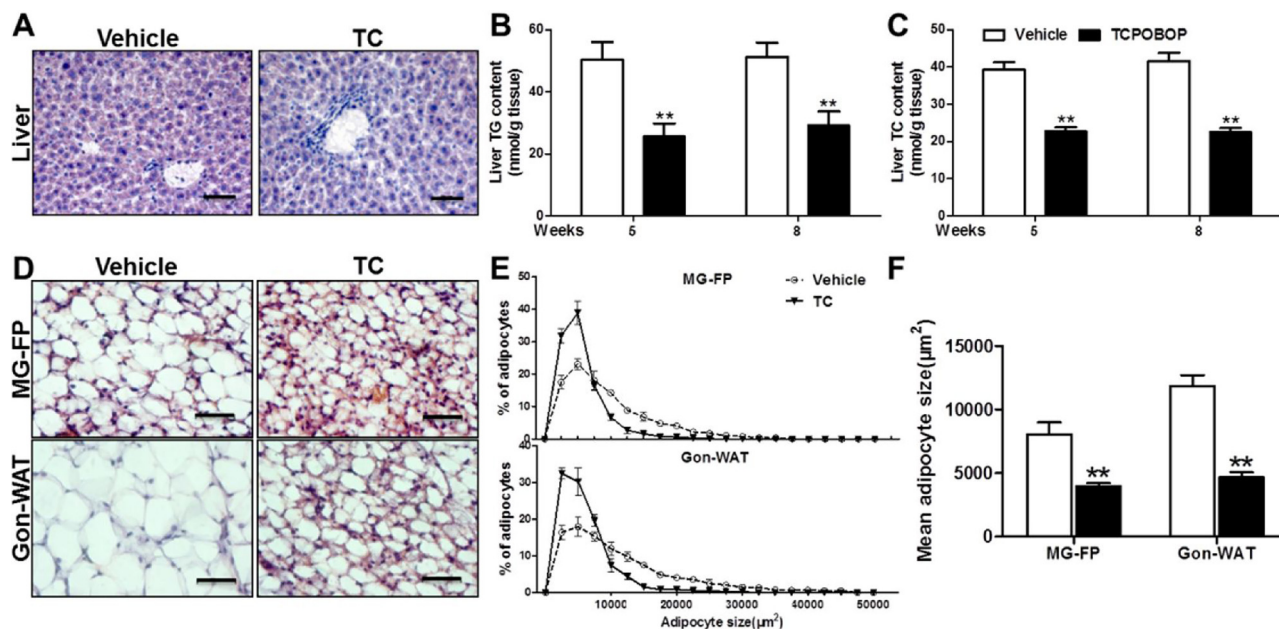 A
Vehicle
TC
Liver
B
Liver TG content
(nmol/g tissue)
60
40
20
0
**
**
Weeks
5
8
C
Vehicle
TCPOBOP
Liver TC content
(nmol/g tissue)
50
40
30
20
10
0
**
**
Weeks
5
8
D
Vehicle
TC
MG-FP
Gon-WAT
E
MG-FP
Vehicle
TC
% of adipocytes
50
40
30
20
10
0
Gon-WAT
% of adipocytes
40
30
20
10
0
10000 20000 30000 40000 50000
Adipocyte size(µm²)
F
Mean adipocyte size(µm²)
15000
10000
5000
0
**
**
MG-FP
Gon-WAT